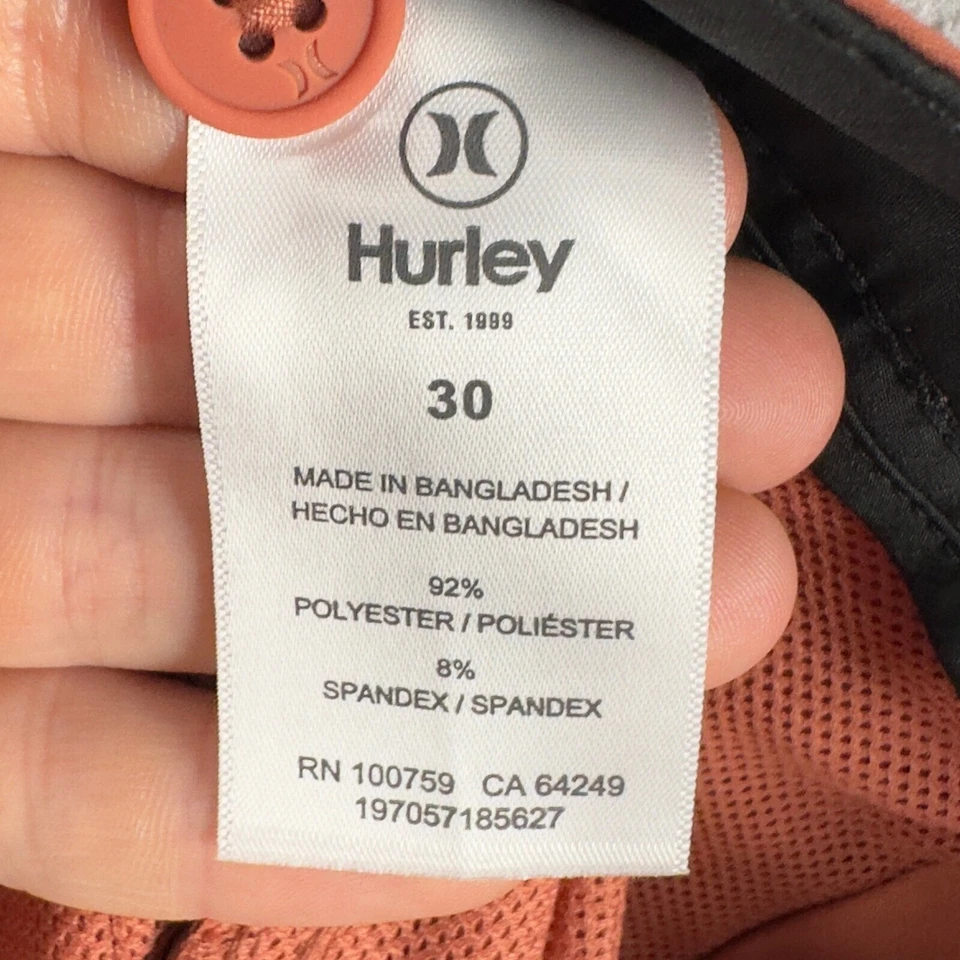 Hurley
EST. 1999
30
MADE IN BANGLADESH /
HECHO EN BANGLADESH
92%
POLYESTER / POLIÉSTER
8%
SPANDEX / SPANDEX
RN 100759 CA 64249
197057185627